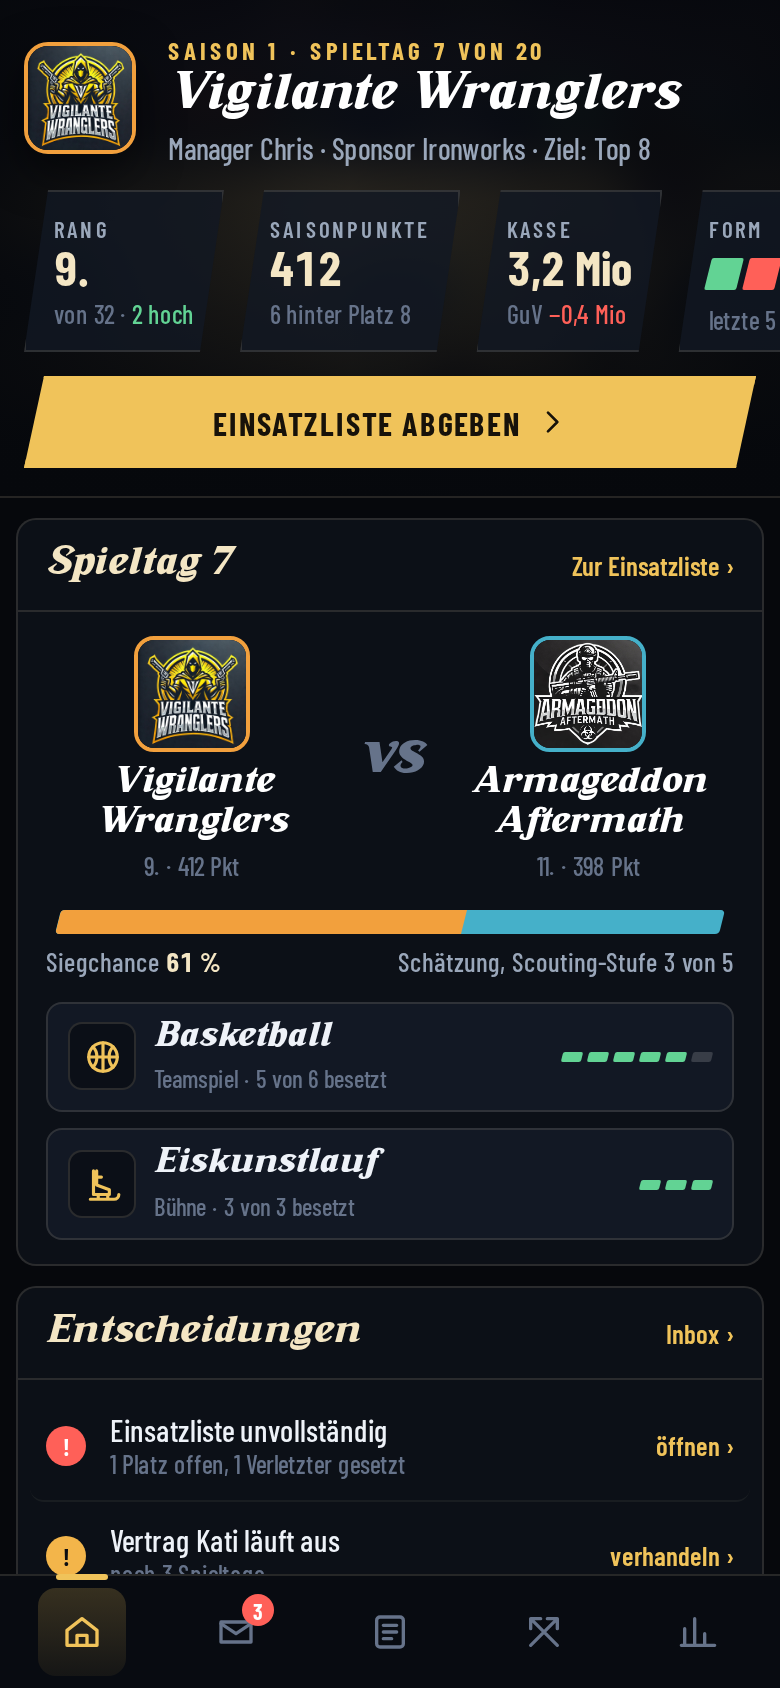 SAISON 1 · SPIELTAG 7 VON 20
Vigilante Wranglers
Manager Chris · Sponsor Ironworks · Ziel: Top 8
VIGILANTE
WRANGLERS
RANG
9.
von 32 · 2 hoch
SAISONPUNKTE
412
6 hinter Platz 8
KASSE
3,2 Mio
GuV −0,4 Mio
FORM
letzte 5
EINSATZLISTE ABGEBEN
Spieltag 7
Zur Einsatzliste ›
VIGILANTE
WRANGLERS
ARMAGEDDON
AFTERMATH
vs
Vigilante
Wranglers
Armageddon
Aftermath
9. · 412 Pkt
11. · 398 Pkt
Siegchance 61 %
Schätzung, Scouting-Stufe 3 von 5
Basketball
Teamspiel · 5 von 6 besetzt
Eiskunstlauf
Bühne · 3 von 3 besetzt
Entscheidungen
Inbox ›
!
Einsatzliste unvollständig
1 Platz offen, 1 Verletzter gesetzt
öffnen ›
!
Vertrag Kati läuft aus
noch 3 Spieltage
verhandeln ›
3